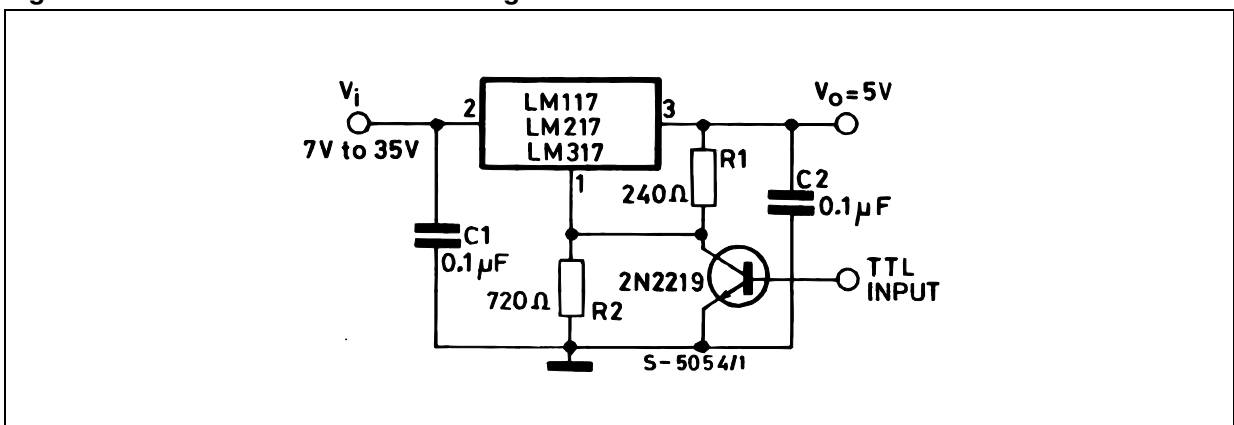 Vi
7V to 35V
2
LM117
LM217
LM317
3
1
Vo=5V
R1
240Ω
C2
0.1µF
C1
0.1µF
720Ω
R2
2N2219
TTL
INPUT
S-5054/1